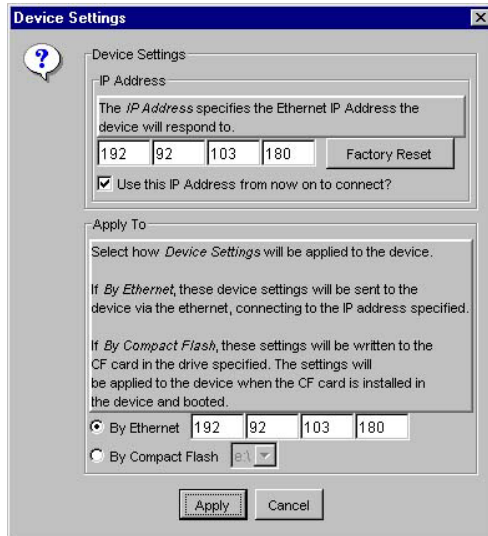 Device Settings
Device Settings
IP Address
The IP Address specifies the Ethernet IP Address the
device will respond to.
192 92 103 180 Factory Reset
Use this IP Address from now on to connect?
Apply To
Select how Device Settings will be applied to the device.
If By Ethernet, these device settings will be sent to the
device via the ethernet, connecting to the IP address specified.
If By Compact Flash, these settings will be written to the
CF card in the drive specified. The settings will
be applied to the device when the CF card is installed in
the device and booted.
By Ethernet 192 92 103 180
By Compact Flash e:\
Apply Cancel